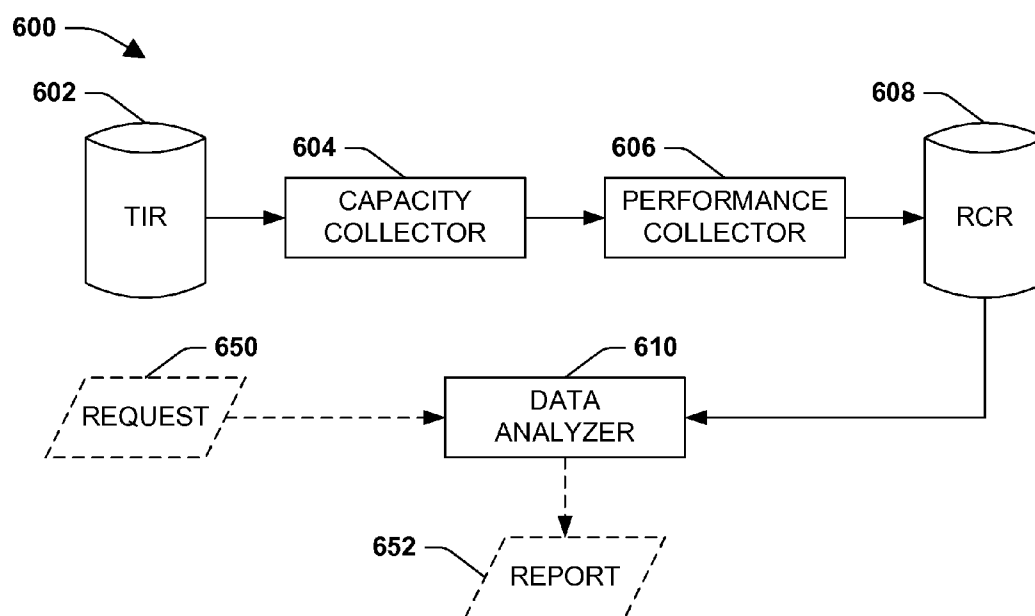 600
602
608
604
606
TIR
CAPACITY
COLLECTOR
PERFORMANCE
COLLECTOR
RCR
650
610
REQUEST
DATA
ANALYZER
652
REPORT